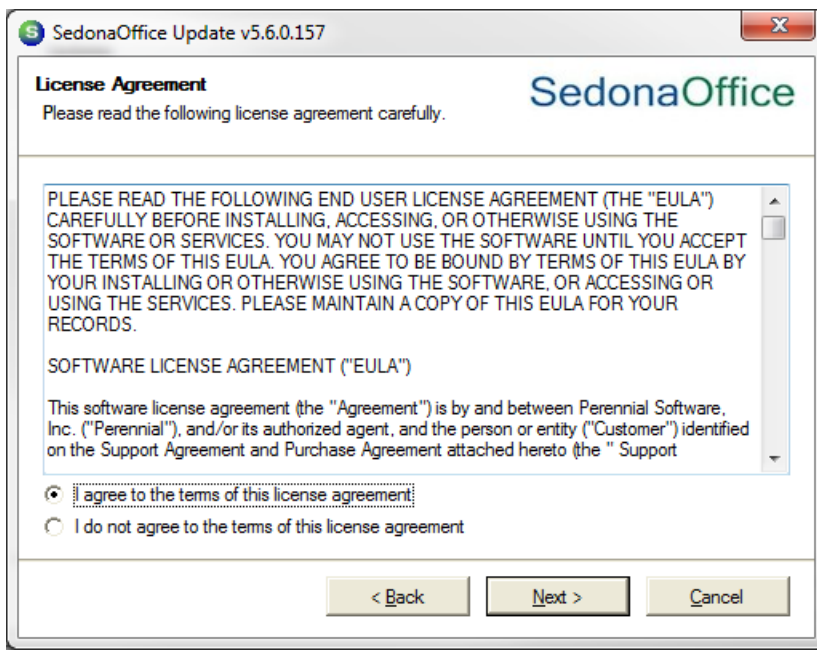 SedonaOffice Update v5.6.0.157
License Agreement
Please read the following license agreement carefully.
SedonaOffice
PLEASE READ THE FOLLOWING END USER LICENSE AGREEMENT (THE "EULA")
CAREFULLY BEFORE INSTALLING, ACCESSING, OR OTHERWISE USING THE
SOFTWARE OR SERVICES. YOU MAY NOT USE THE SOFTWARE UNTIL YOU ACCEPT
THE TERMS OF THIS EULA. YOU AGREE TO BE BOUND BY TERMS OF THIS EULA BY
YOUR INSTALLING OR OTHERWISE USING THE SOFTWARE, OR ACCESSING OR
USING THE SERVICES. PLEASE MAINTAIN A COPY OF THIS EULA FOR YOUR
RECORDS.
SOFTWARE LICENSE AGREEMENT ("EULA")
This software license agreement (the "Agreement") is by and between Perennial Software,
Inc. ("Perennial"), and/or its authorized agent, and the person or entity ("Customer") identified
on the Support Agreement and Purchase Agreement attached hereto (the " Support
I agree to the terms of this license agreement
I do not agree to the terms of this license agreement
< Back
Next >
Cancel